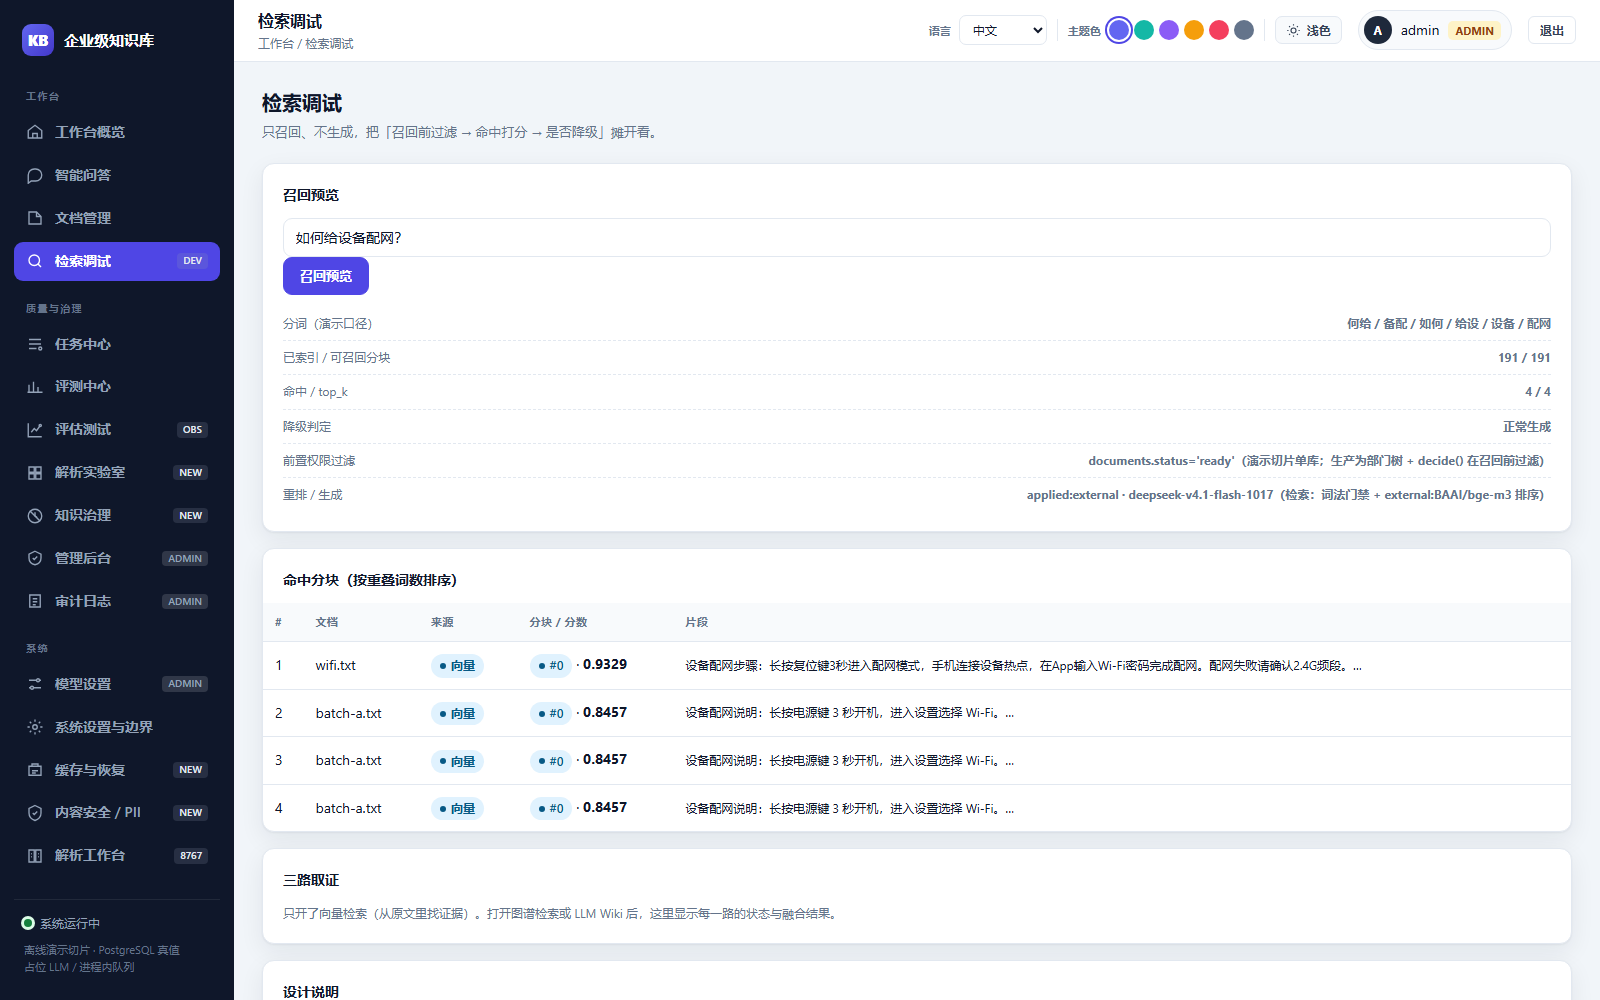 KB 企业级知识库
工作台
工作台概览
智能问答
文档管理
检索调试 DEV
质量与治理
任务中心
评测中心
评估测试 OBS
解析实验室 NEW
知识治理 NEW
管理后台 ADMIN
审计日志 ADMIN
系统
模型设置 ADMIN
系统设置与边界
缓存与恢复 NEW
内容安全 / PII NEW
解析工作台 8767
系统运行中
离线演示切片 · PostgreSQL 真值
占位 LLM / 进程内队列
检索调试
工作台 / 检索调试
语言 中文 主题色 浅色 A admin ADMIN 退出
检索调试
只召回、不生成，把「召回前过滤 → 命中打分 → 是否降级」摊开看。
召回预览
如何给设备配网？
召回预览
分词（演示口径） 何给 / 备配 / 如何 / 给设 / 设备 / 配网
已索引 / 可召回分块 191 / 191
命中 / top_k 4 / 4
降级判定 正常生成
前置权限过滤 documents.status='ready'（演示切片单库；生产为部门树 + decide() 在召回前过滤）
重排 / 生成 applied:external · deepseek-v4.1-flash-1017（检索：词法门禁 + external:BAAI/bge-m3 排序）
命中分块（按重叠词数排序）
# 文档 来源 分块 / 分数 片段
1 wifi.txt 向量 #0 · 0.9329 设备配网步骤：长按复位键3秒进入配网模式，手机连接设备热点，在App输入Wi-Fi密码完成配网。配网失败请确认2.4G频段。...
2 batch-a.txt 向量 #0 · 0.8457 设备配网说明：长按电源键 3 秒开机，进入设置选择 Wi-Fi。...
3 batch-a.txt 向量 #0 · 0.8457 设备配网说明：长按电源键 3 秒开机，进入设置选择 Wi-Fi。...
4 batch-a.txt 向量 #0 · 0.8457 设备配网说明：长按电源键 3 秒开机，进入设置选择 Wi-Fi。...
三路取证
只开了向量检索（从原文里找证据）。打开图谱检索或 LLM Wiki 后，这里显示每一路的状态与融合结果。
设计说明